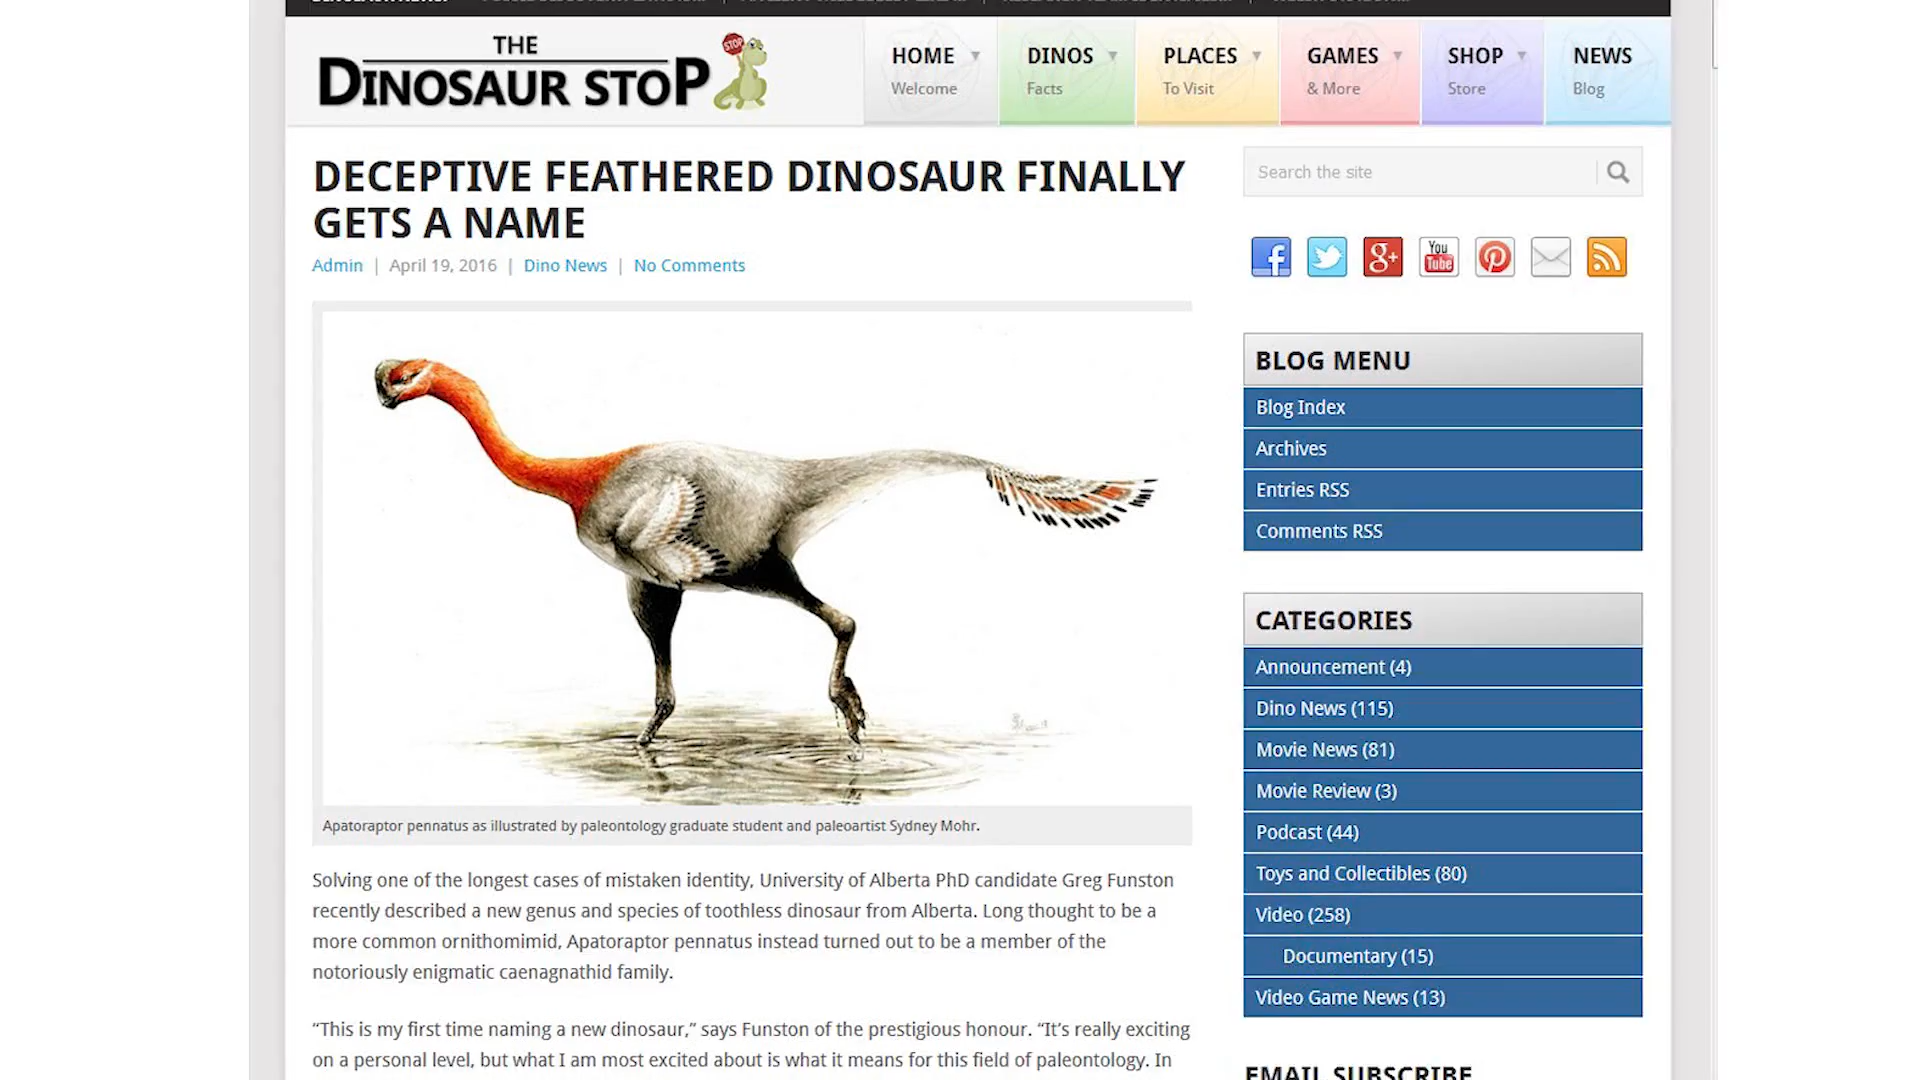 THE
DINOSAUR STOP
STOP
HOME
Welcome
DINOS
Facts
PLACES
To Visit
GAMES
& More
SHOP
Store
NEWS
Blog
DECEPTIVE FEATHERED DINOSAUR FINALLY
GETS A NAME
Admin | April 19, 2016 | Dino News | No Comments
Apatoraptor pennatus as illustrated by paleontology graduate student and paleoartist Sydney Mohr.
Solving one of the longest cases of mistaken identity, University of Alberta PhD candidate Greg Funston
recently described a new genus and species of toothless dinosaur from Alberta. Long thought to be a
more common ornithomimid, Apatoraptor pennatus instead turned out to be a member of the
notoriously enigmatic caenagnathid family.
“This is my first time naming a new dinosaur,” says Funston of the prestigious honour. “It’s really exciting
on a personal level, but what I am most excited about is what it means for this field of paleontology. In
Search the site
f
g+
You
Tube
BLOG MENU
Blog Index
Archives
Entries RSS
Comments RSS
CATEGORIES
Announcement (4)
Dino News (115)
Movie News (81)
Movie Review (3)
Podcast (44)
Toys and Collectibles (80)
Video (258)
Documentary (15)
Video Game News (13)
EMAIL SUBSCRIBE